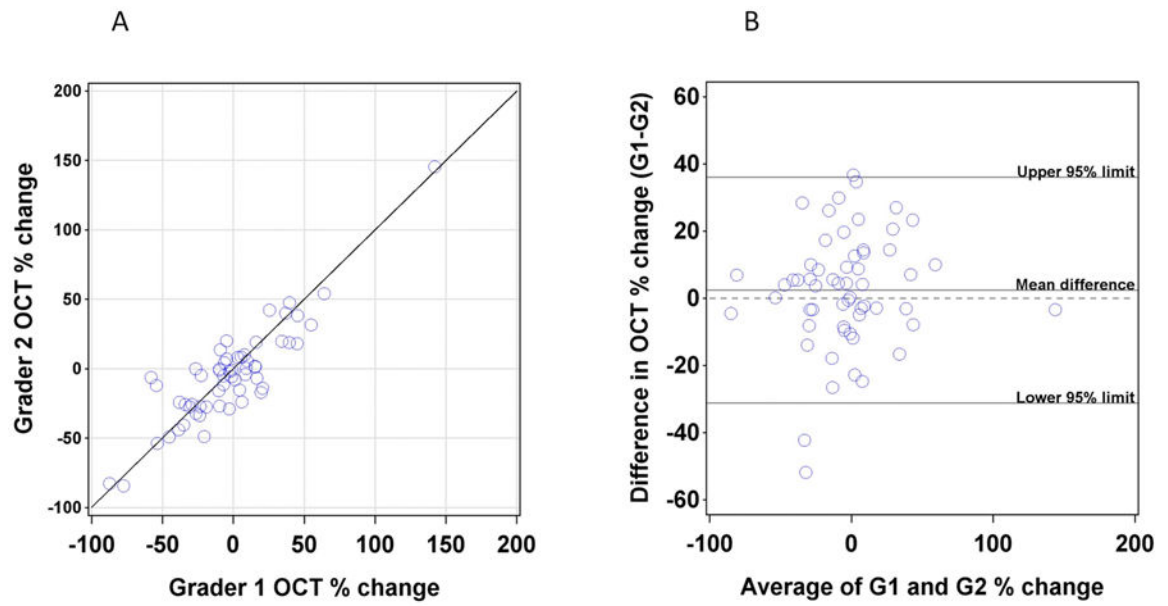 A
B
200
150
100
50
0
-50
-100
-100 -50 0 50 100 150 200
Grader 2 OCT % change
Grader 1 OCT % change
60
40
20
0
-20
-40
-60
-100 0 100 200
Difference in OCT % change (G1-G2)
Upper 95% limit
Mean difference
Lower 95% limit
Average of G1 and G2 % change